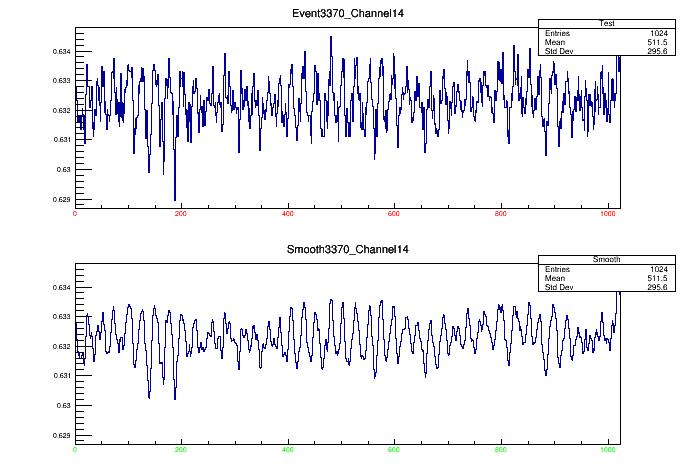 Event3370_Channel14
Test
Entries 1024
Mean 511.5
Std Dev 295.6
0.634
0.633
0.632
0.631
0.63
0.629
0 200 400 600 800 1000
Smooth3370_Channel14
Smooth
Entries 1024
Mean 511.5
Std Dev 295.6
0.634
0.633
0.632
0.631
0.63
0.629
0 200 400 600 800 1000